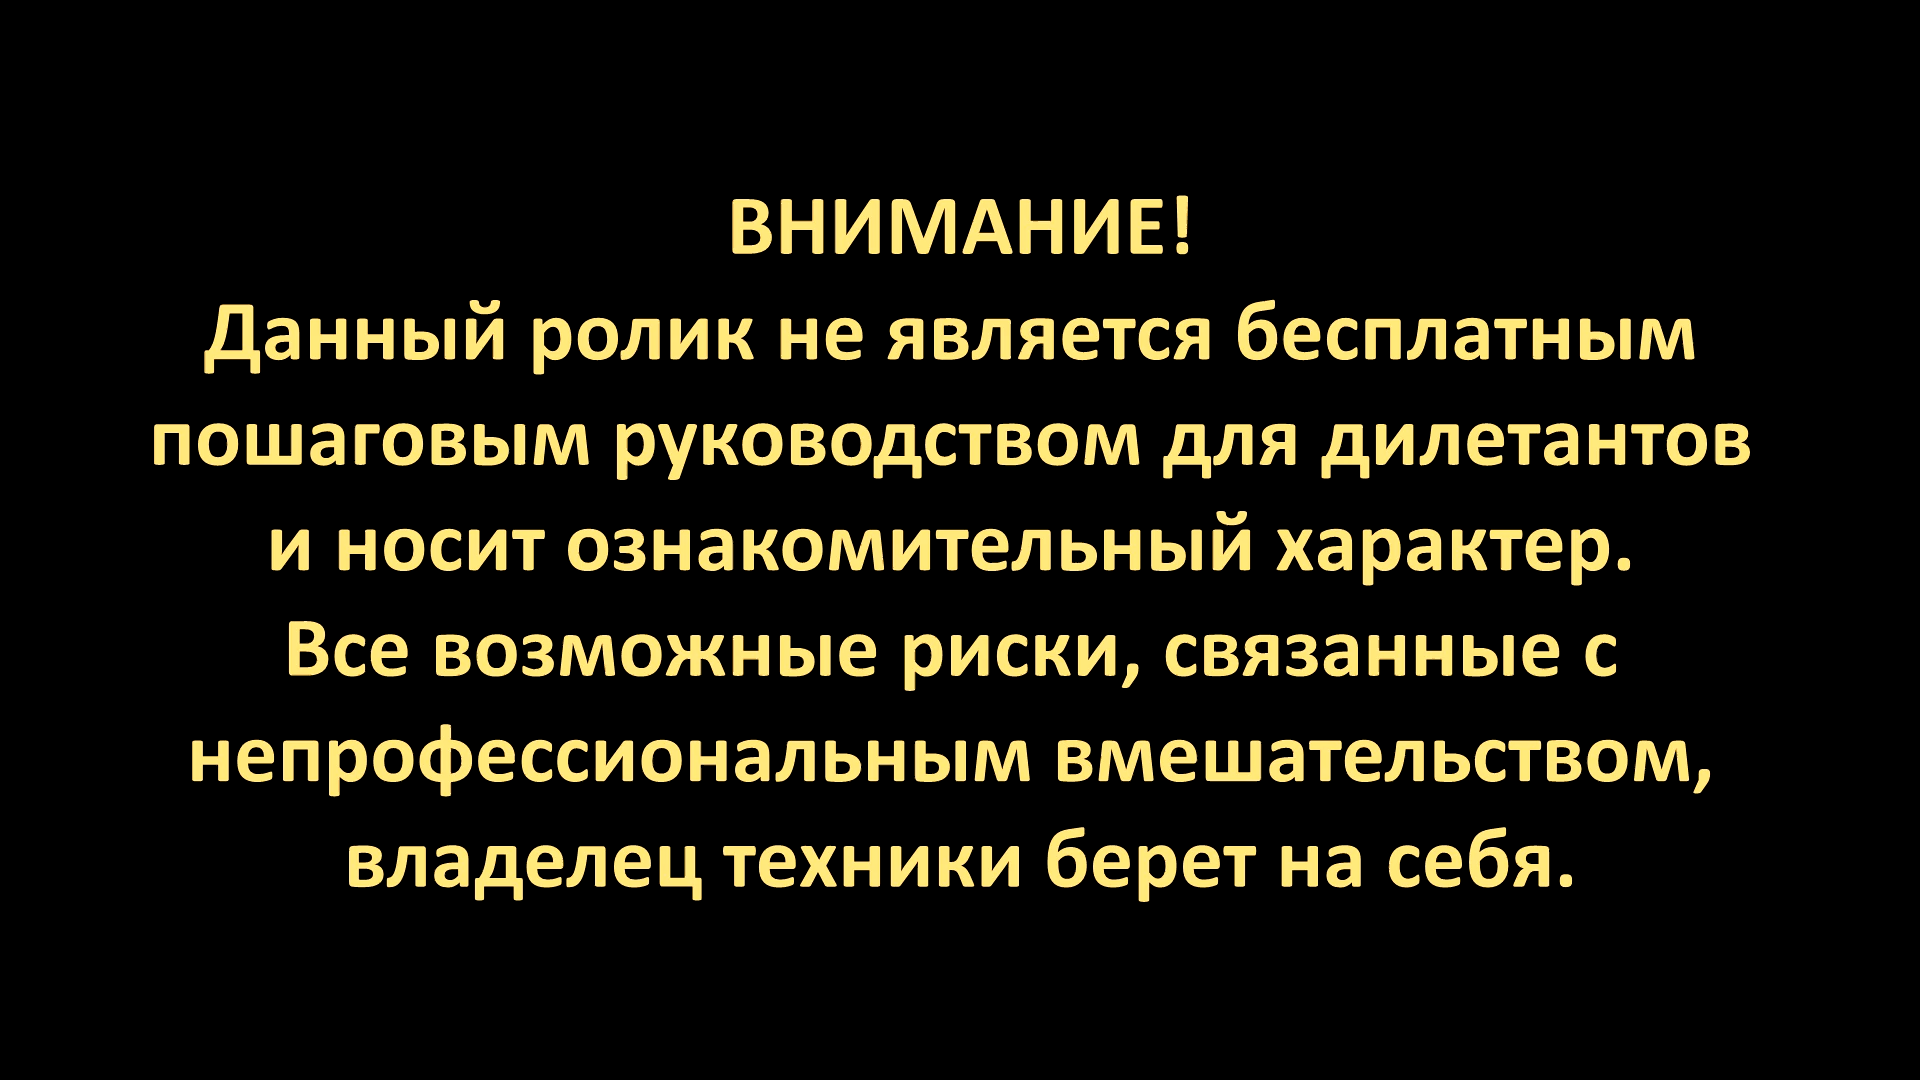 ВНИМАНИЕ!
Данный ролик не является бесплатным
пошаговым руководством для дилетантов
и носит ознакомительный характер.
Все возможные риски, связанные с
непрофессиональным вмешательством,
владелец техники берет на себя.